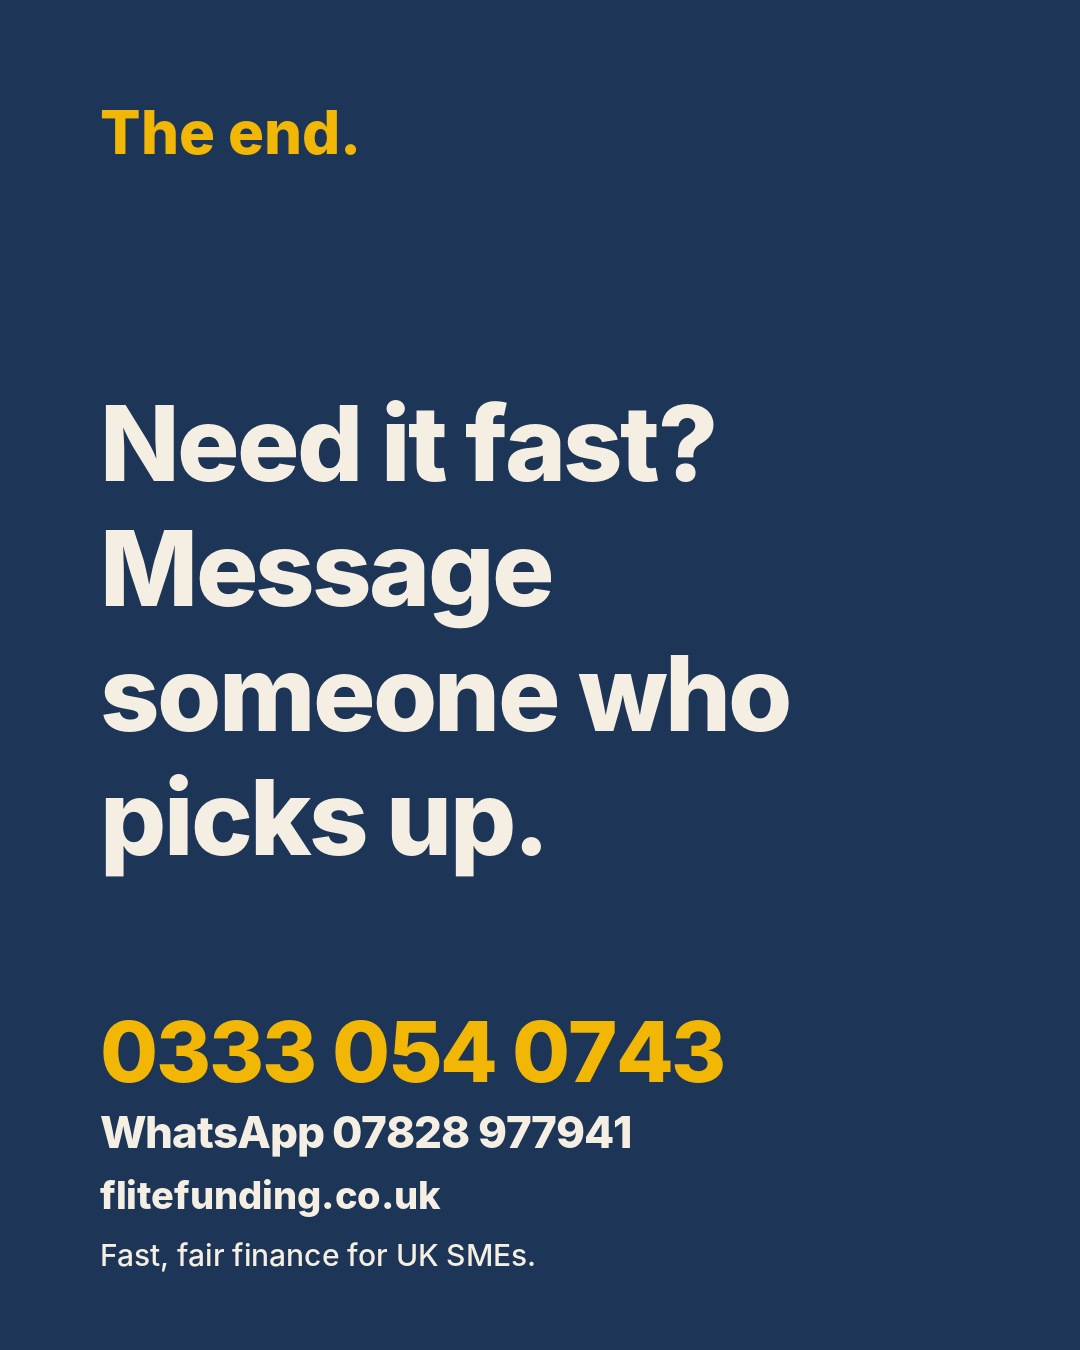 The end.
Need it fast?
Message
someone who
picks up.
0333 054 0743
WhatsApp 07828 977941
flitefunding.co.uk
Fast, fair finance for UK SMEs.